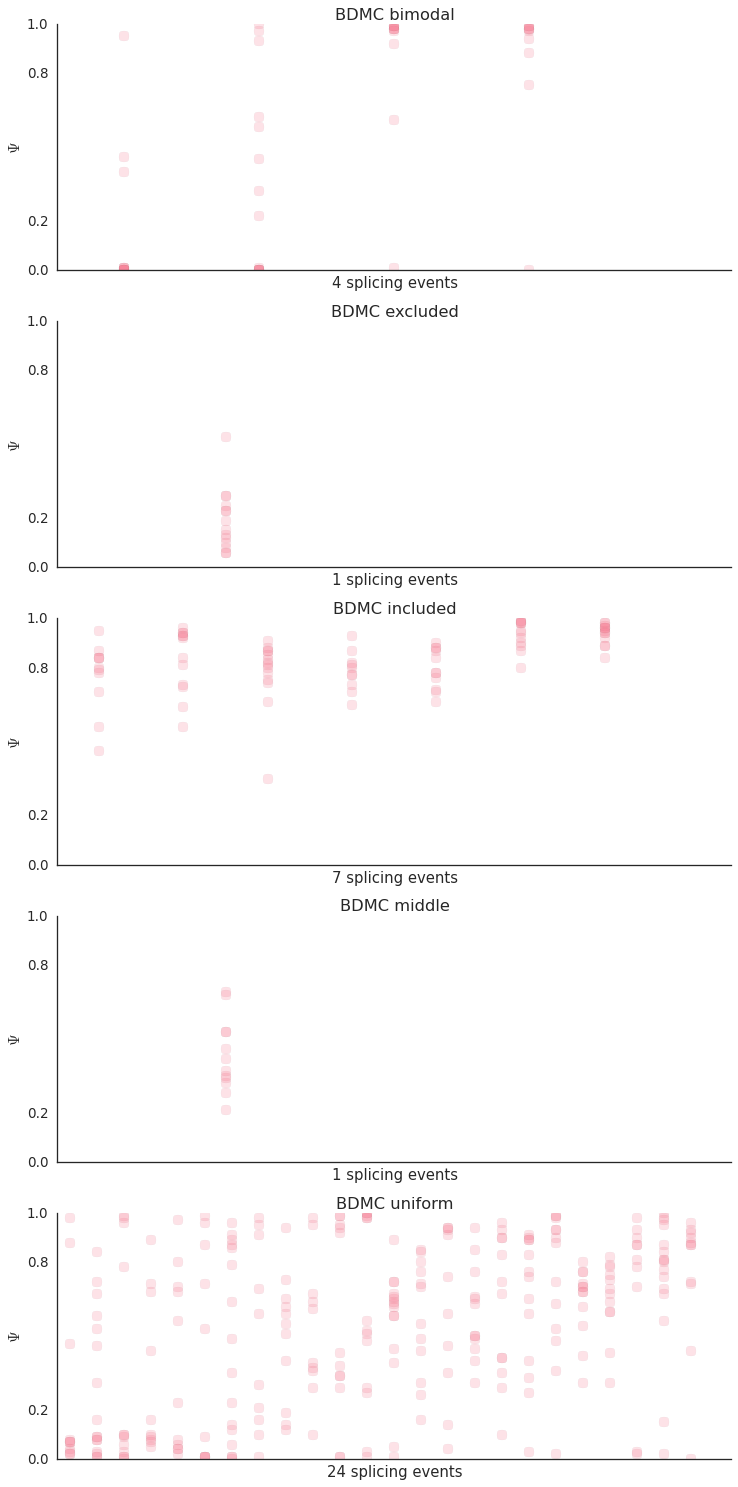 BDMC bimodal
1.0
0.8
Ψ
0.2
0.0
4 splicing events
BDMC excluded
1.0
0.8
Ψ
0.2
0.0
1 splicing events
BDMC included
1.0
0.8
Ψ
0.2
0.0
7 splicing events
BDMC middle
1.0
0.8
Ψ
0.2
0.0
1 splicing events
BDMC uniform
1.0
0.8
Ψ
0.2
0.0
24 splicing events